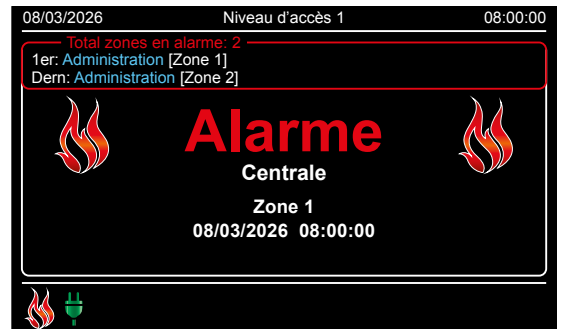 08/03/2026 Niveau d'accès 1 08:00:00
Total zones en alarme: 2
1er: Administration [Zone 1]
Dern: Administration [Zone 2]
Alarme
Centrale
Zone 1
08/03/2026 08:00:00